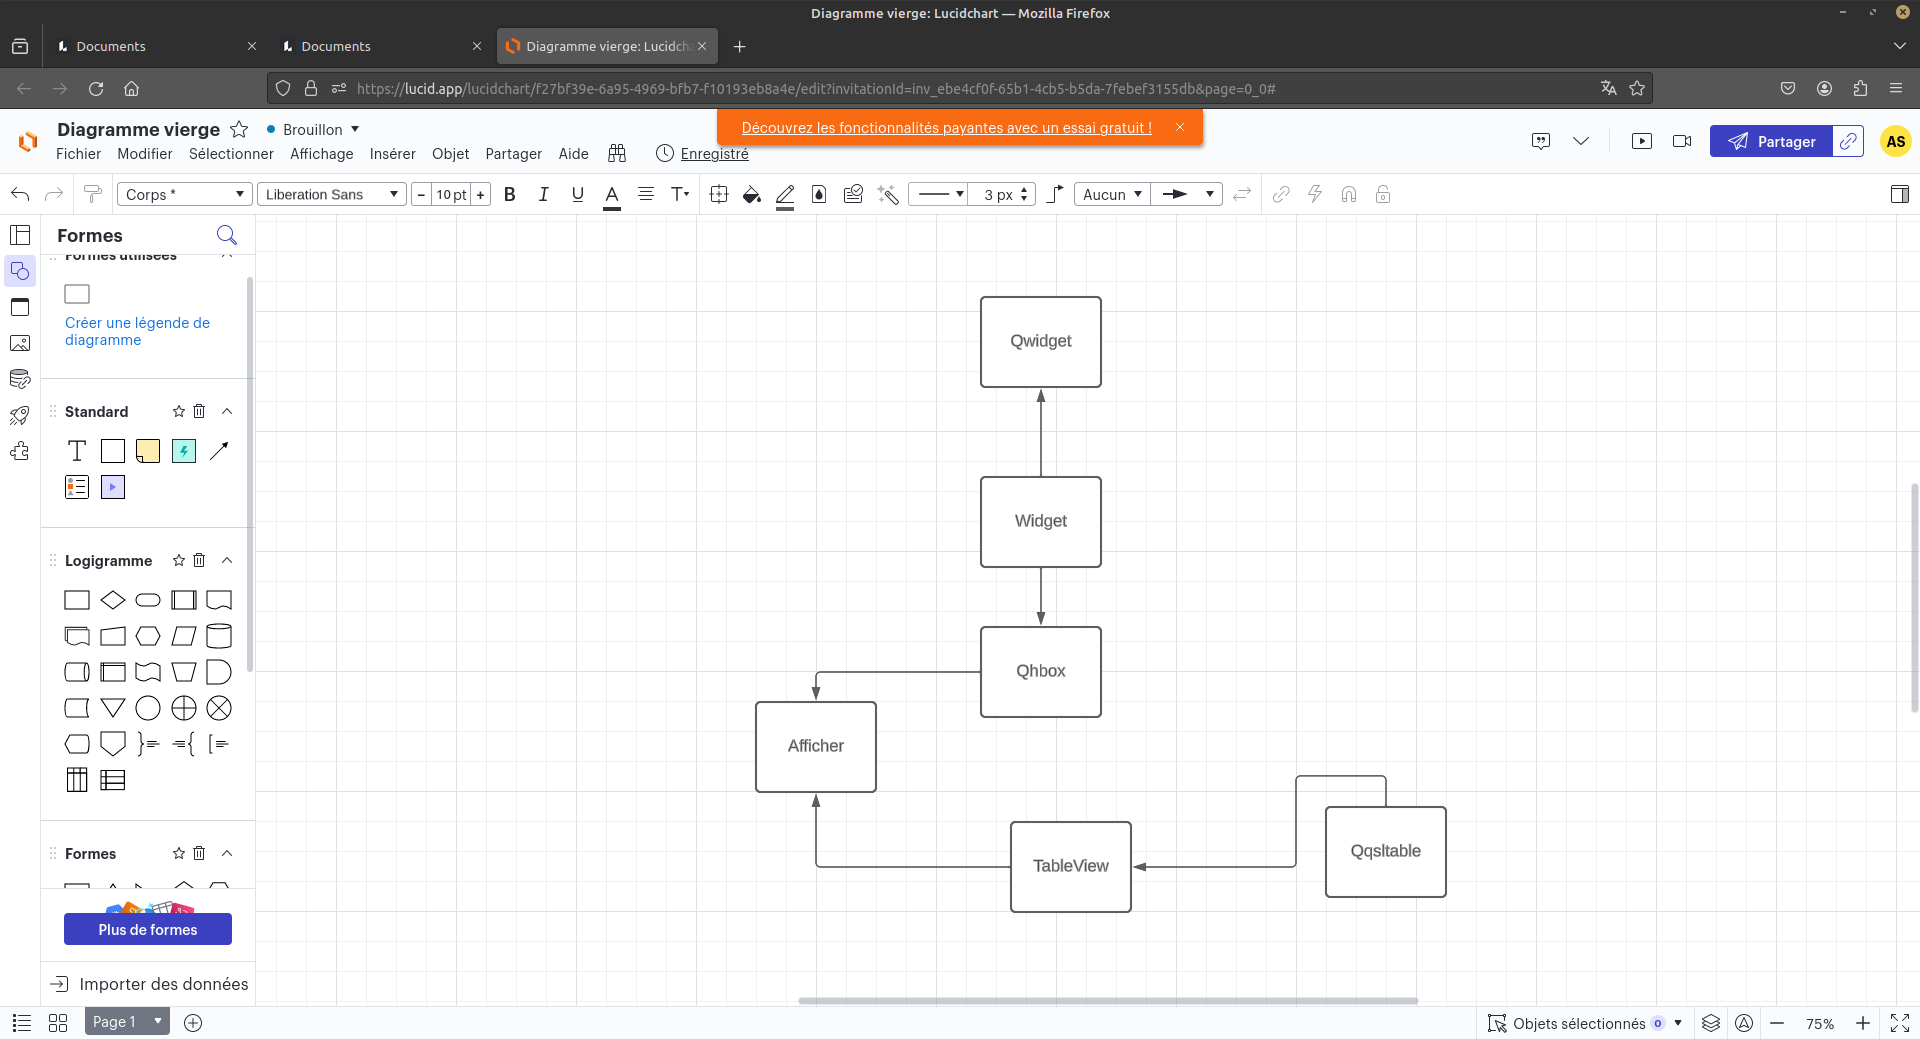 Diagramme vierge: Lucidchart — Mozilla Firefox
Documents
Documents
Diagramme vierge: Lucidch
https://lucid.app/lucidchart/f27bf39e-6a95-4969-bfb7-f10193eb8a4e/edit?invitationId=inv_ebe4cf0f-65b1-4cb5-b5da-7febef3155db&page=0_0#
Diagramme vierge
Brouillon
Découvrez les fonctionnalités payantes avec un essai gratuit !
Partager
AS
Fichier
Modifier
Sélectionner
Affichage
Insérer
Objet
Partager
Aide
Enregistré
Corps *
Liberation Sans
10 pt
B
I
U
A
T
3 px
Aucun
Formes
Formes utilisées
Créer une légende de
diagramme
Standard
T
Logigramme
Formes
Plus de formes
Importer des données
Qwidget
Widget
Qhbox
Afficher
TableView
Qqsltable
Page 1
Objets sélectionnés 0
75%